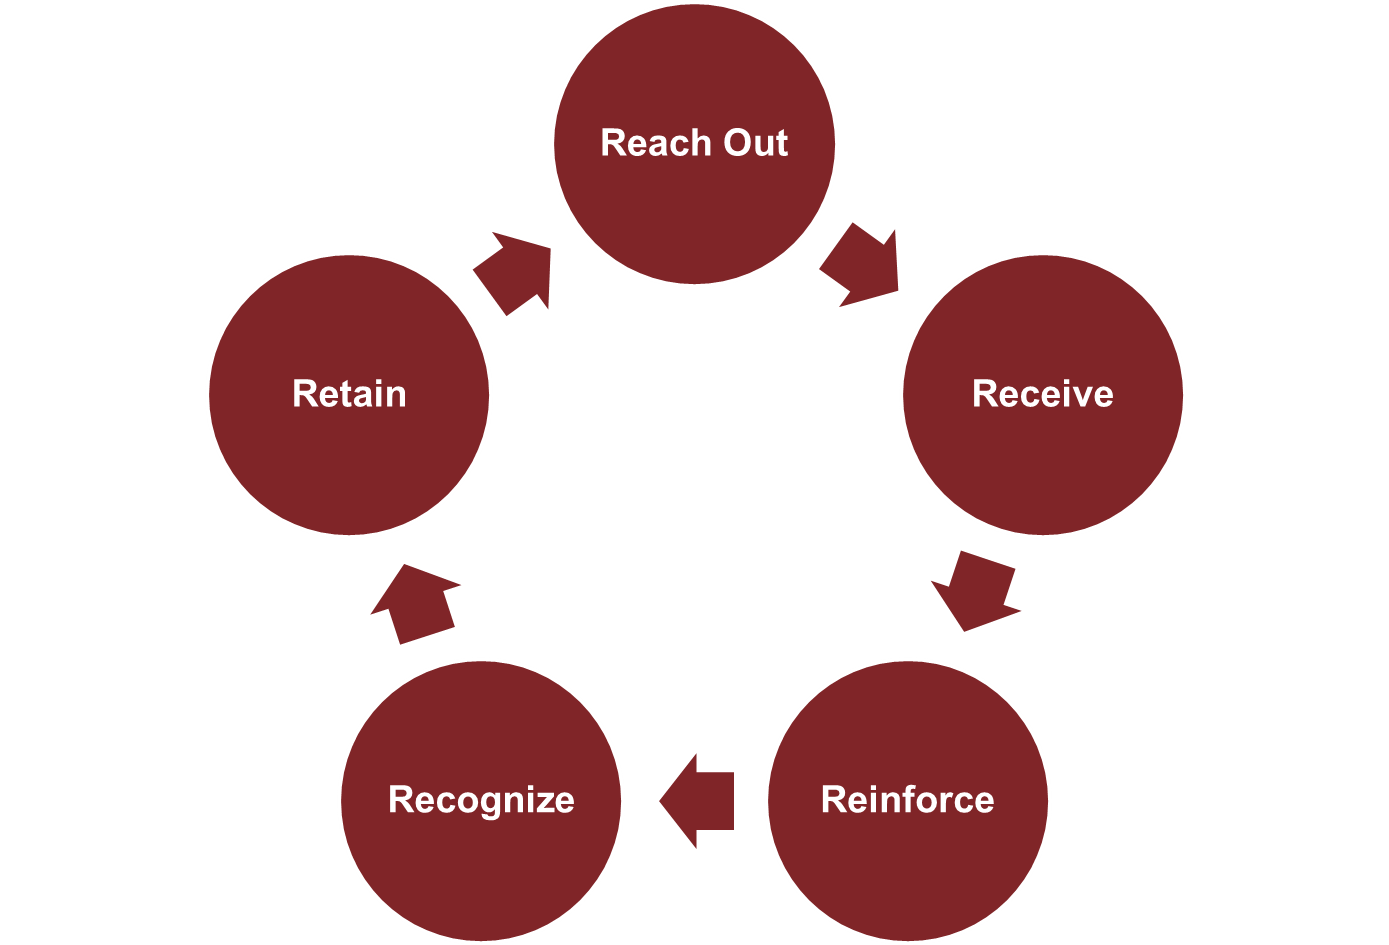 Reach Out
Receive
Reinforce
Recognize
Retain